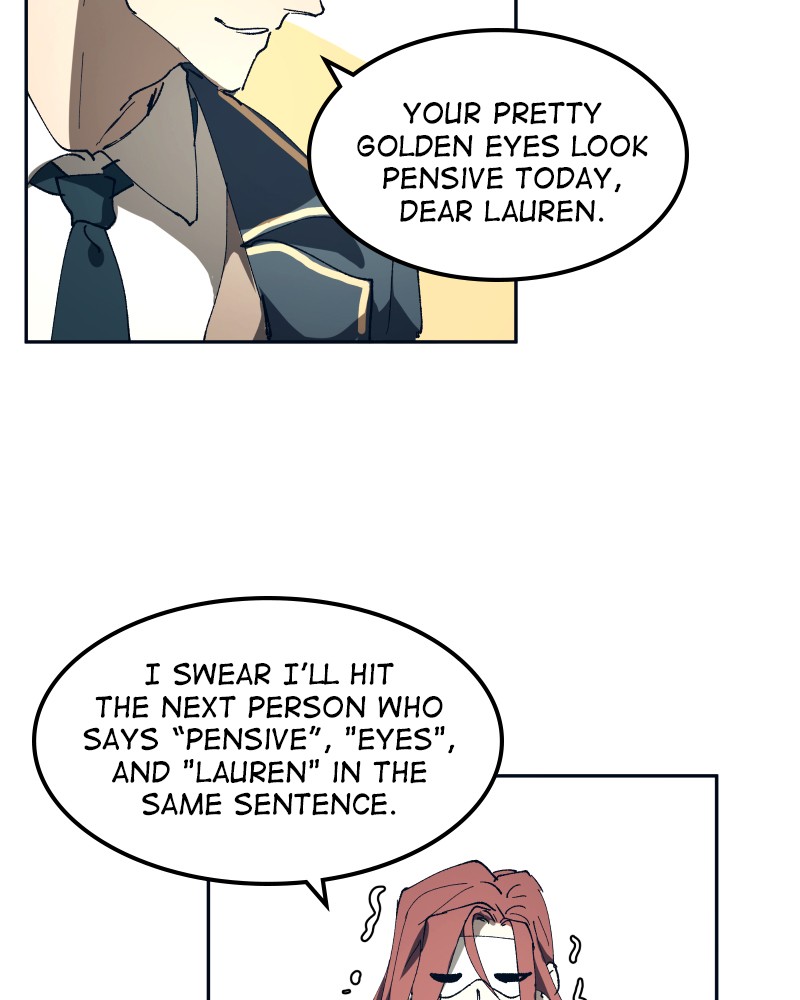 YOUR PRETTY
GOLDEN EYES LOOK
PENSIVE TODAY,
DEAR LAUREN.
I SWEAR I'LL HIT
THE NEXT PERSON WHO
SAYS “PENSIVE”, "EYES",
AND "LAUREN" IN THE
SAME SENTENCE.